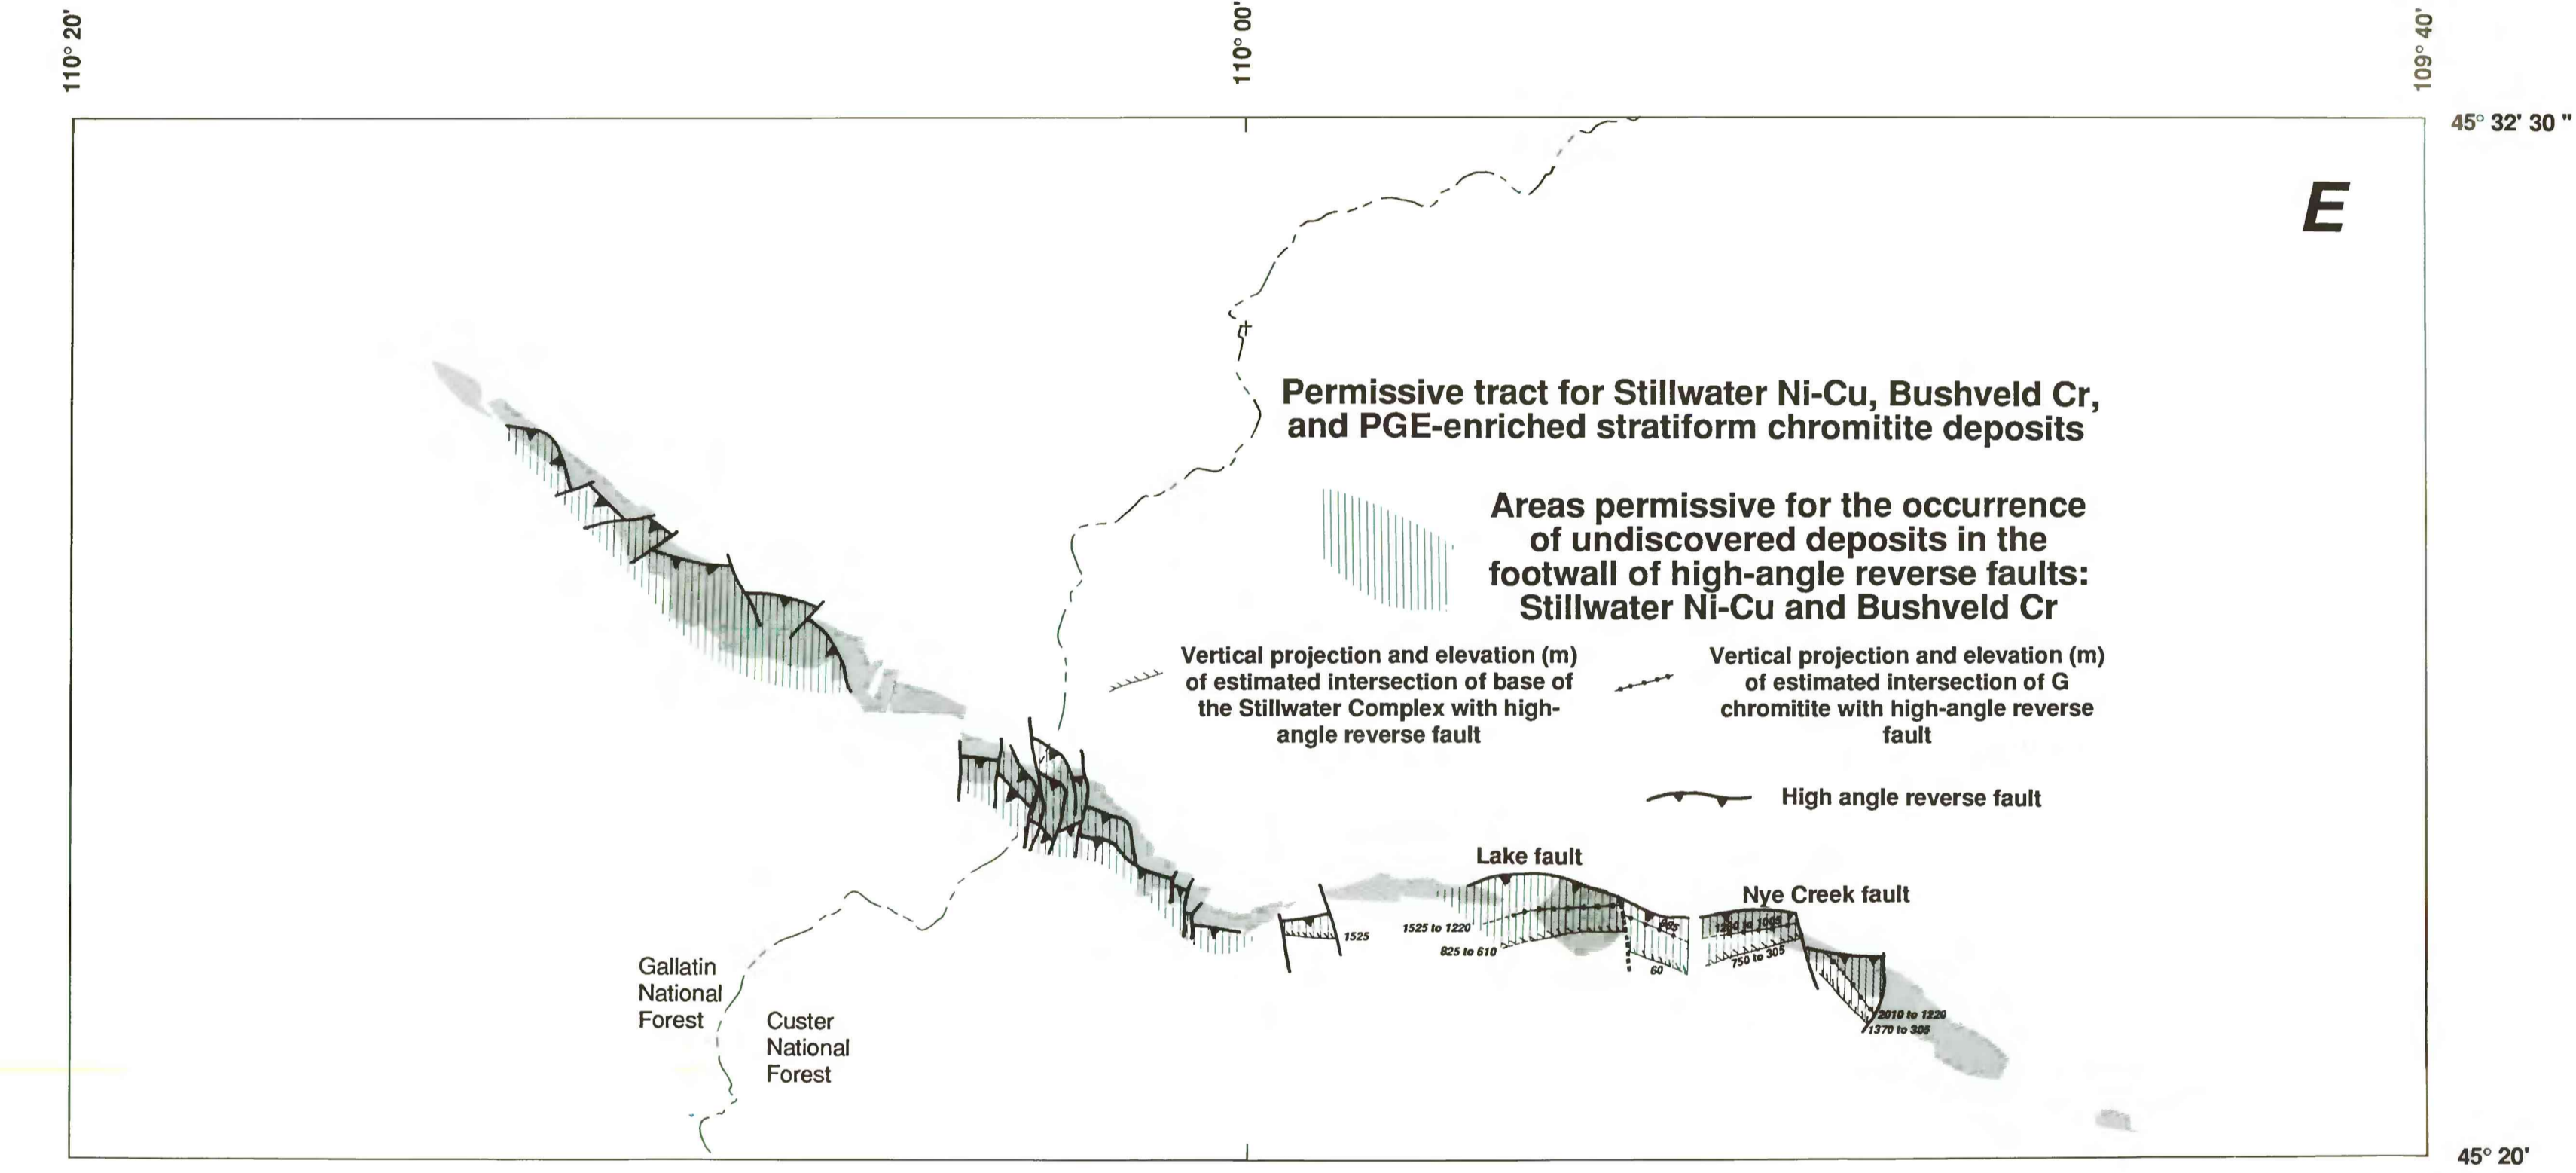 110° 20'
110° 00'
109° 40'
45° 32' 30 "
E
Permissive tract for Stillwater Ni-Cu, Bushveld Cr,
and PGE-enriched stratiform chromitite deposits
Areas permissive for the occurrence
of undiscovered deposits in the
footwall of high-angle reverse faults:
Stillwater Ni-Cu and Bushveld Cr
Vertical projection and elevation (m)
of estimated intersection of base of
the Stillwater Complex with high-
angle reverse fault
Vertical projection and elevation (m)
of estimated intersection of G
chromitite with high-angle reverse
fault
High angle reverse fault
Lake fault
Nye Creek fault
1525
1525 to 1220
825 to 610
60
750 to 305
2010 to 1220
1370 to 305
Gallatin
National
Forest
Custer
National
Forest
45° 20'